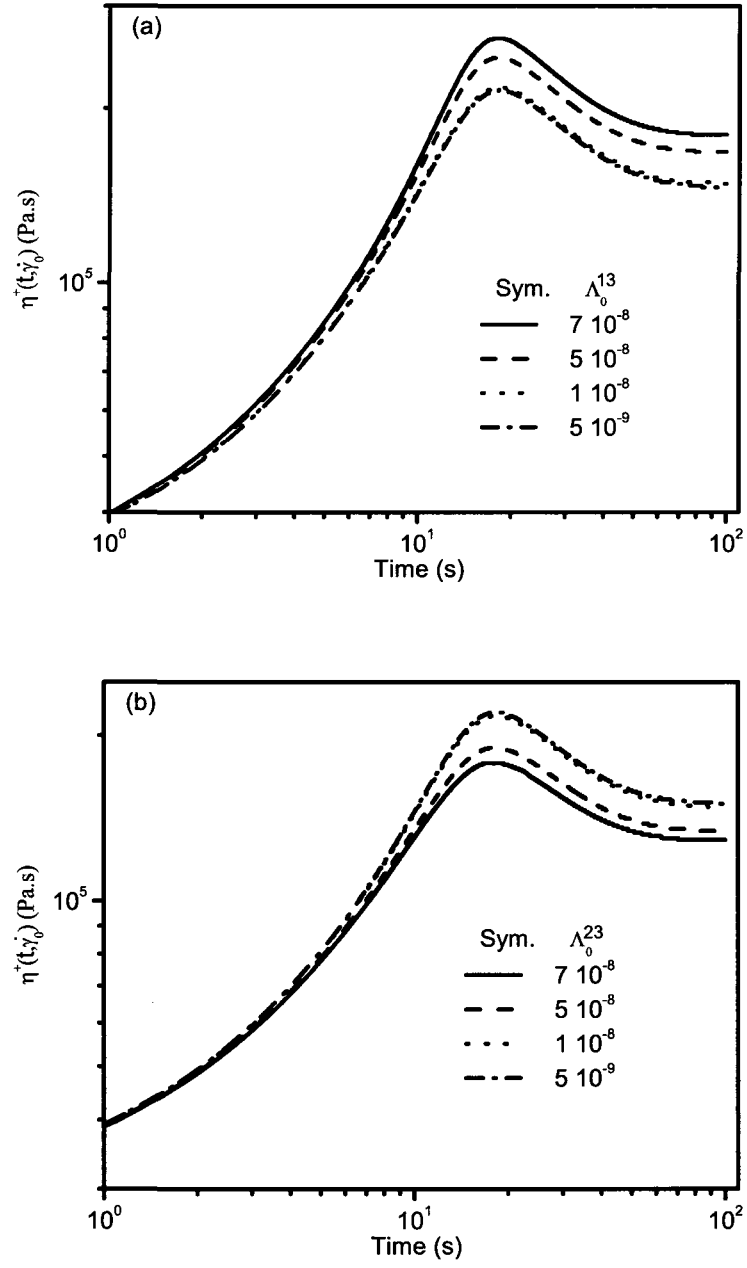 (a)
η⁺(t,γ̇₀) (Pa.s)
10⁵
Sym. Λ₀¹³
7 10⁻⁸
5 10⁻⁸
1 10⁻⁸
5 10⁻⁹
10⁰ 10¹ 10²
Time (s)
(b)
η⁺(t,γ̇₀) (Pa.s)
10⁵
Sym. Λ₀²³
7 10⁻⁸
5 10⁻⁸
1 10⁻⁸
5 10⁻⁹
10⁰ 10¹ 10²
Time (s)